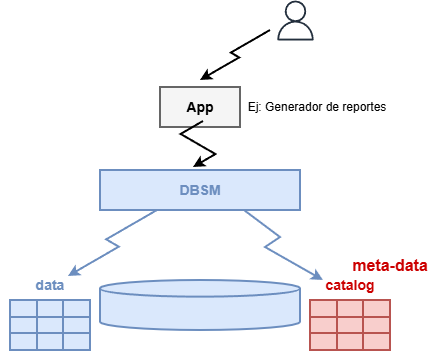 App
Ej: Generador de reportes
DBSM
meta-data
data
catalog